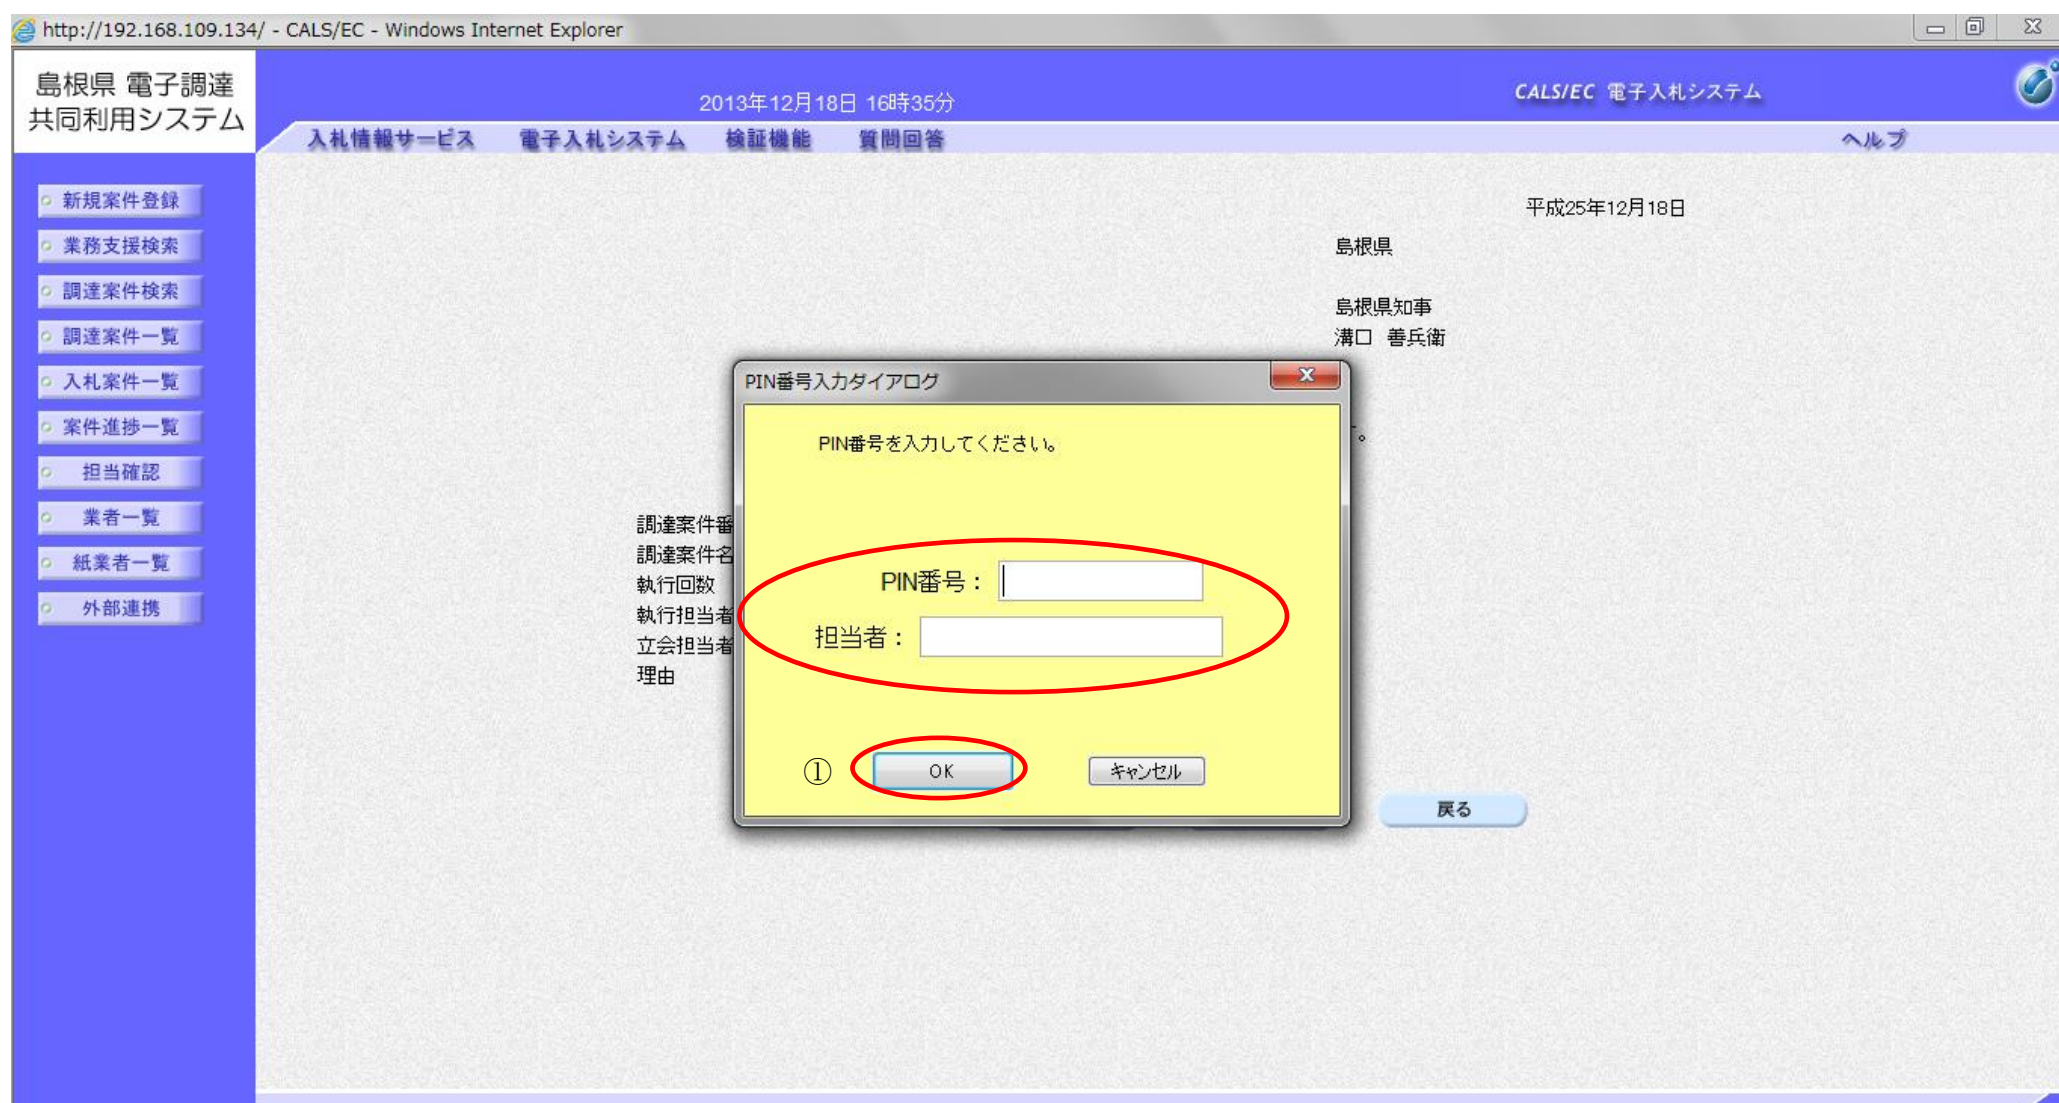 http://192.168.109.134/ - CALS/EC - Windows Internet Explorer
島根県 電子調達
共同利用システム
2013年12月18日 16時35分
CALS/EC 電子入札システム
入札情報サービス 電子入札システム 検証機能 質問回答 ヘルプ
新規案件登録
業務支援検索
調達案件検索
調達案件一覧
入札案件一覧
案件進捗一覧
担当確認
業者一覧
紙業者一覧
外部連携
平成25年12月18日
島根県
島根県知事
溝口 善兵衛
。
調達案件番
調達案件名
執行回数
執行担当者
立会担当者
理由
PIN番号入力ダイアログ
PIN番号を入力してください。
PIN番号：
担当者：
① OK キャンセル
戻る